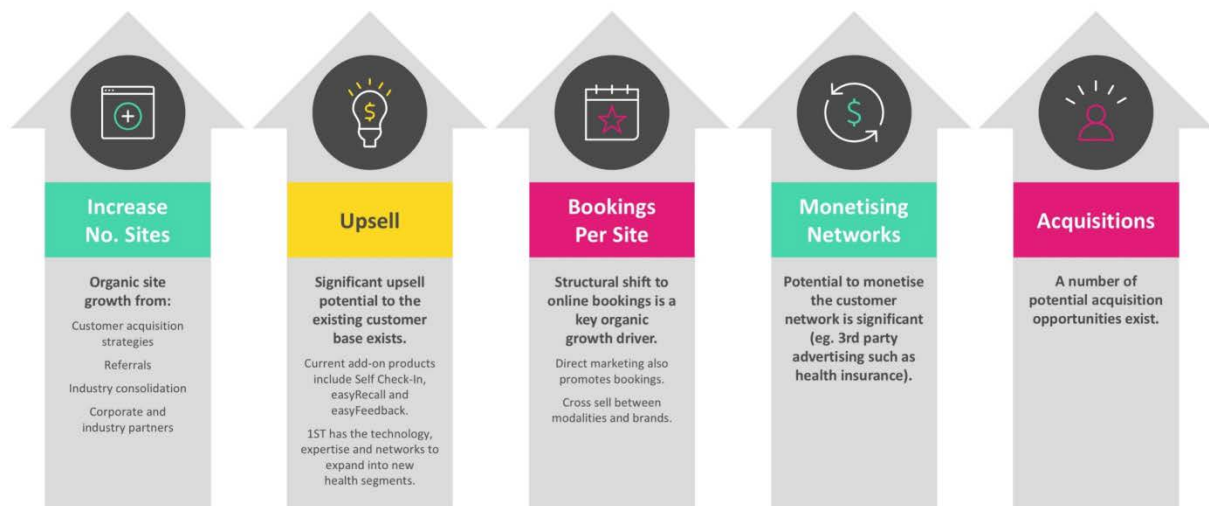 Increase
No. Sites
Organic site
growth from:
Customer acquisition
strategies
Referrals
Industry consolidation
Corporate and
industry partners
$
Upsell
Significant upsell
potential to the
existing customer
base exists.
Current add-on products
include Self Check-In,
easyRecall and
easyFeedback.
1ST has the technology,
expertise and networks to
expand into new
health segments.
Bookings
Per Site
Structural shift to
online bookings is a
key organic
growth driver.
Direct marketing also
promotes bookings.
Cross sell between
modalities and brands.
$
Monetising
Networks
Potential to monetise
the customer
network is significant
(eg. 3rd party
advertising such as
health insurance).
Acquisitions
A number of
potential acquisition
opportunities exist.